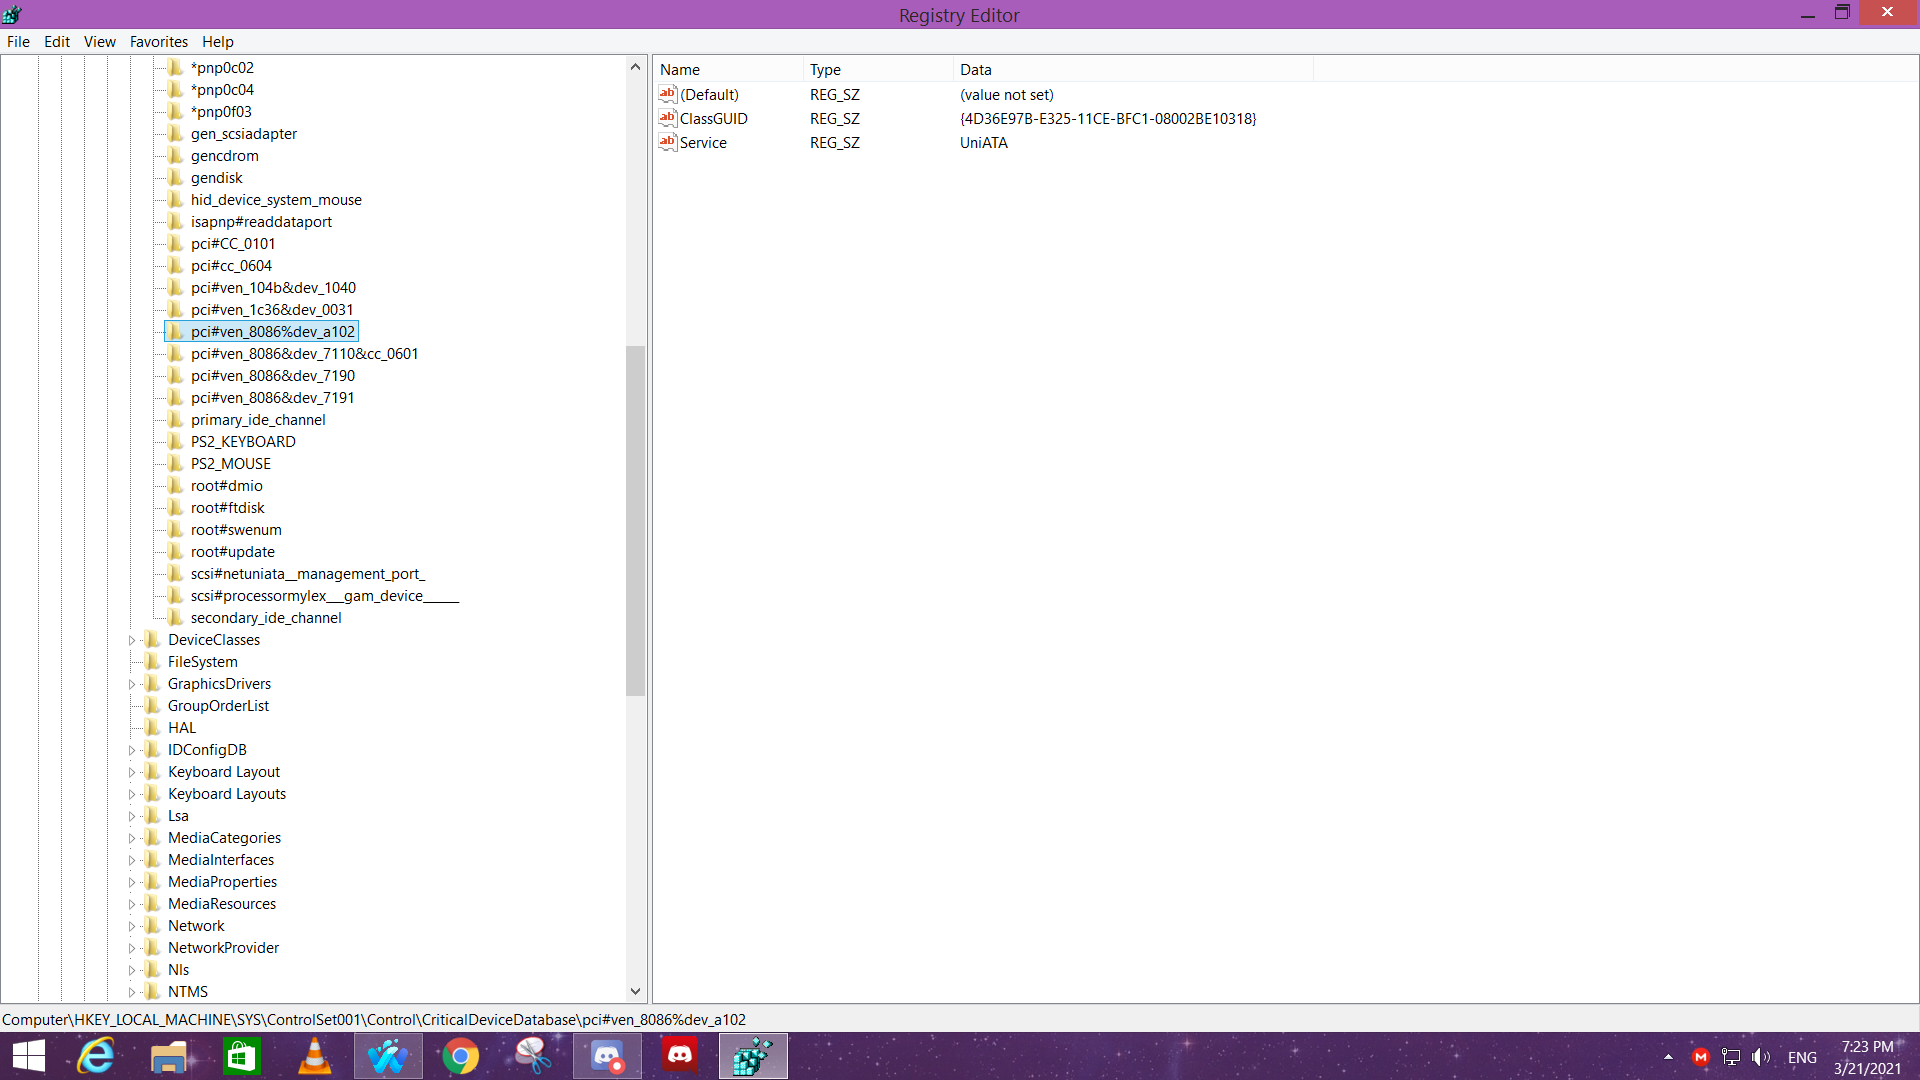 Registry Editor
File Edit View Favorites Help
*pnp0c02
*pnp0c04
*pnp0f03
gen_scsiadapter
gencdrom
gendisk
hid_device_system_mouse
isapnp#readdataport
pci#CC_0101
pci#cc_0604
pci#ven_104b&dev_1040
pci#ven_1c36&dev_0031
pci#ven_8086%dev_a102
pci#ven_8086&dev_7110&cc_0601
pci#ven_8086&dev_7190
pci#ven_8086&dev_7191
primary_ide_channel
PS2_KEYBOARD
PS2_MOUSE
root#dmio
root#ftdisk
root#swenum
root#update
scsi#netuniata__management_port_
scsi#processormylex___gam_device______
secondary_ide_channel
DeviceClasses
FileSystem
GraphicsDrivers
GroupOrderList
HAL
IDConfigDB
Keyboard Layout
Keyboard Layouts
Lsa
MediaCategories
MediaInterfaces
MediaProperties
MediaResources
Network
NetworkProvider
Nls
NTMS
Name Type Data
(Default) REG_SZ (value not set)
ClassGUID REG_SZ {4D36E97B-E325-11CE-BFC1-08002BE10318}
Service REG_SZ UniATA
Computer\HKEY_LOCAL_MACHINE\SYS\ControlSet001\Control\CriticalDeviceDatabase\pci#ven_8086%dev_a102
ENG
7:23 PM
3/21/2021